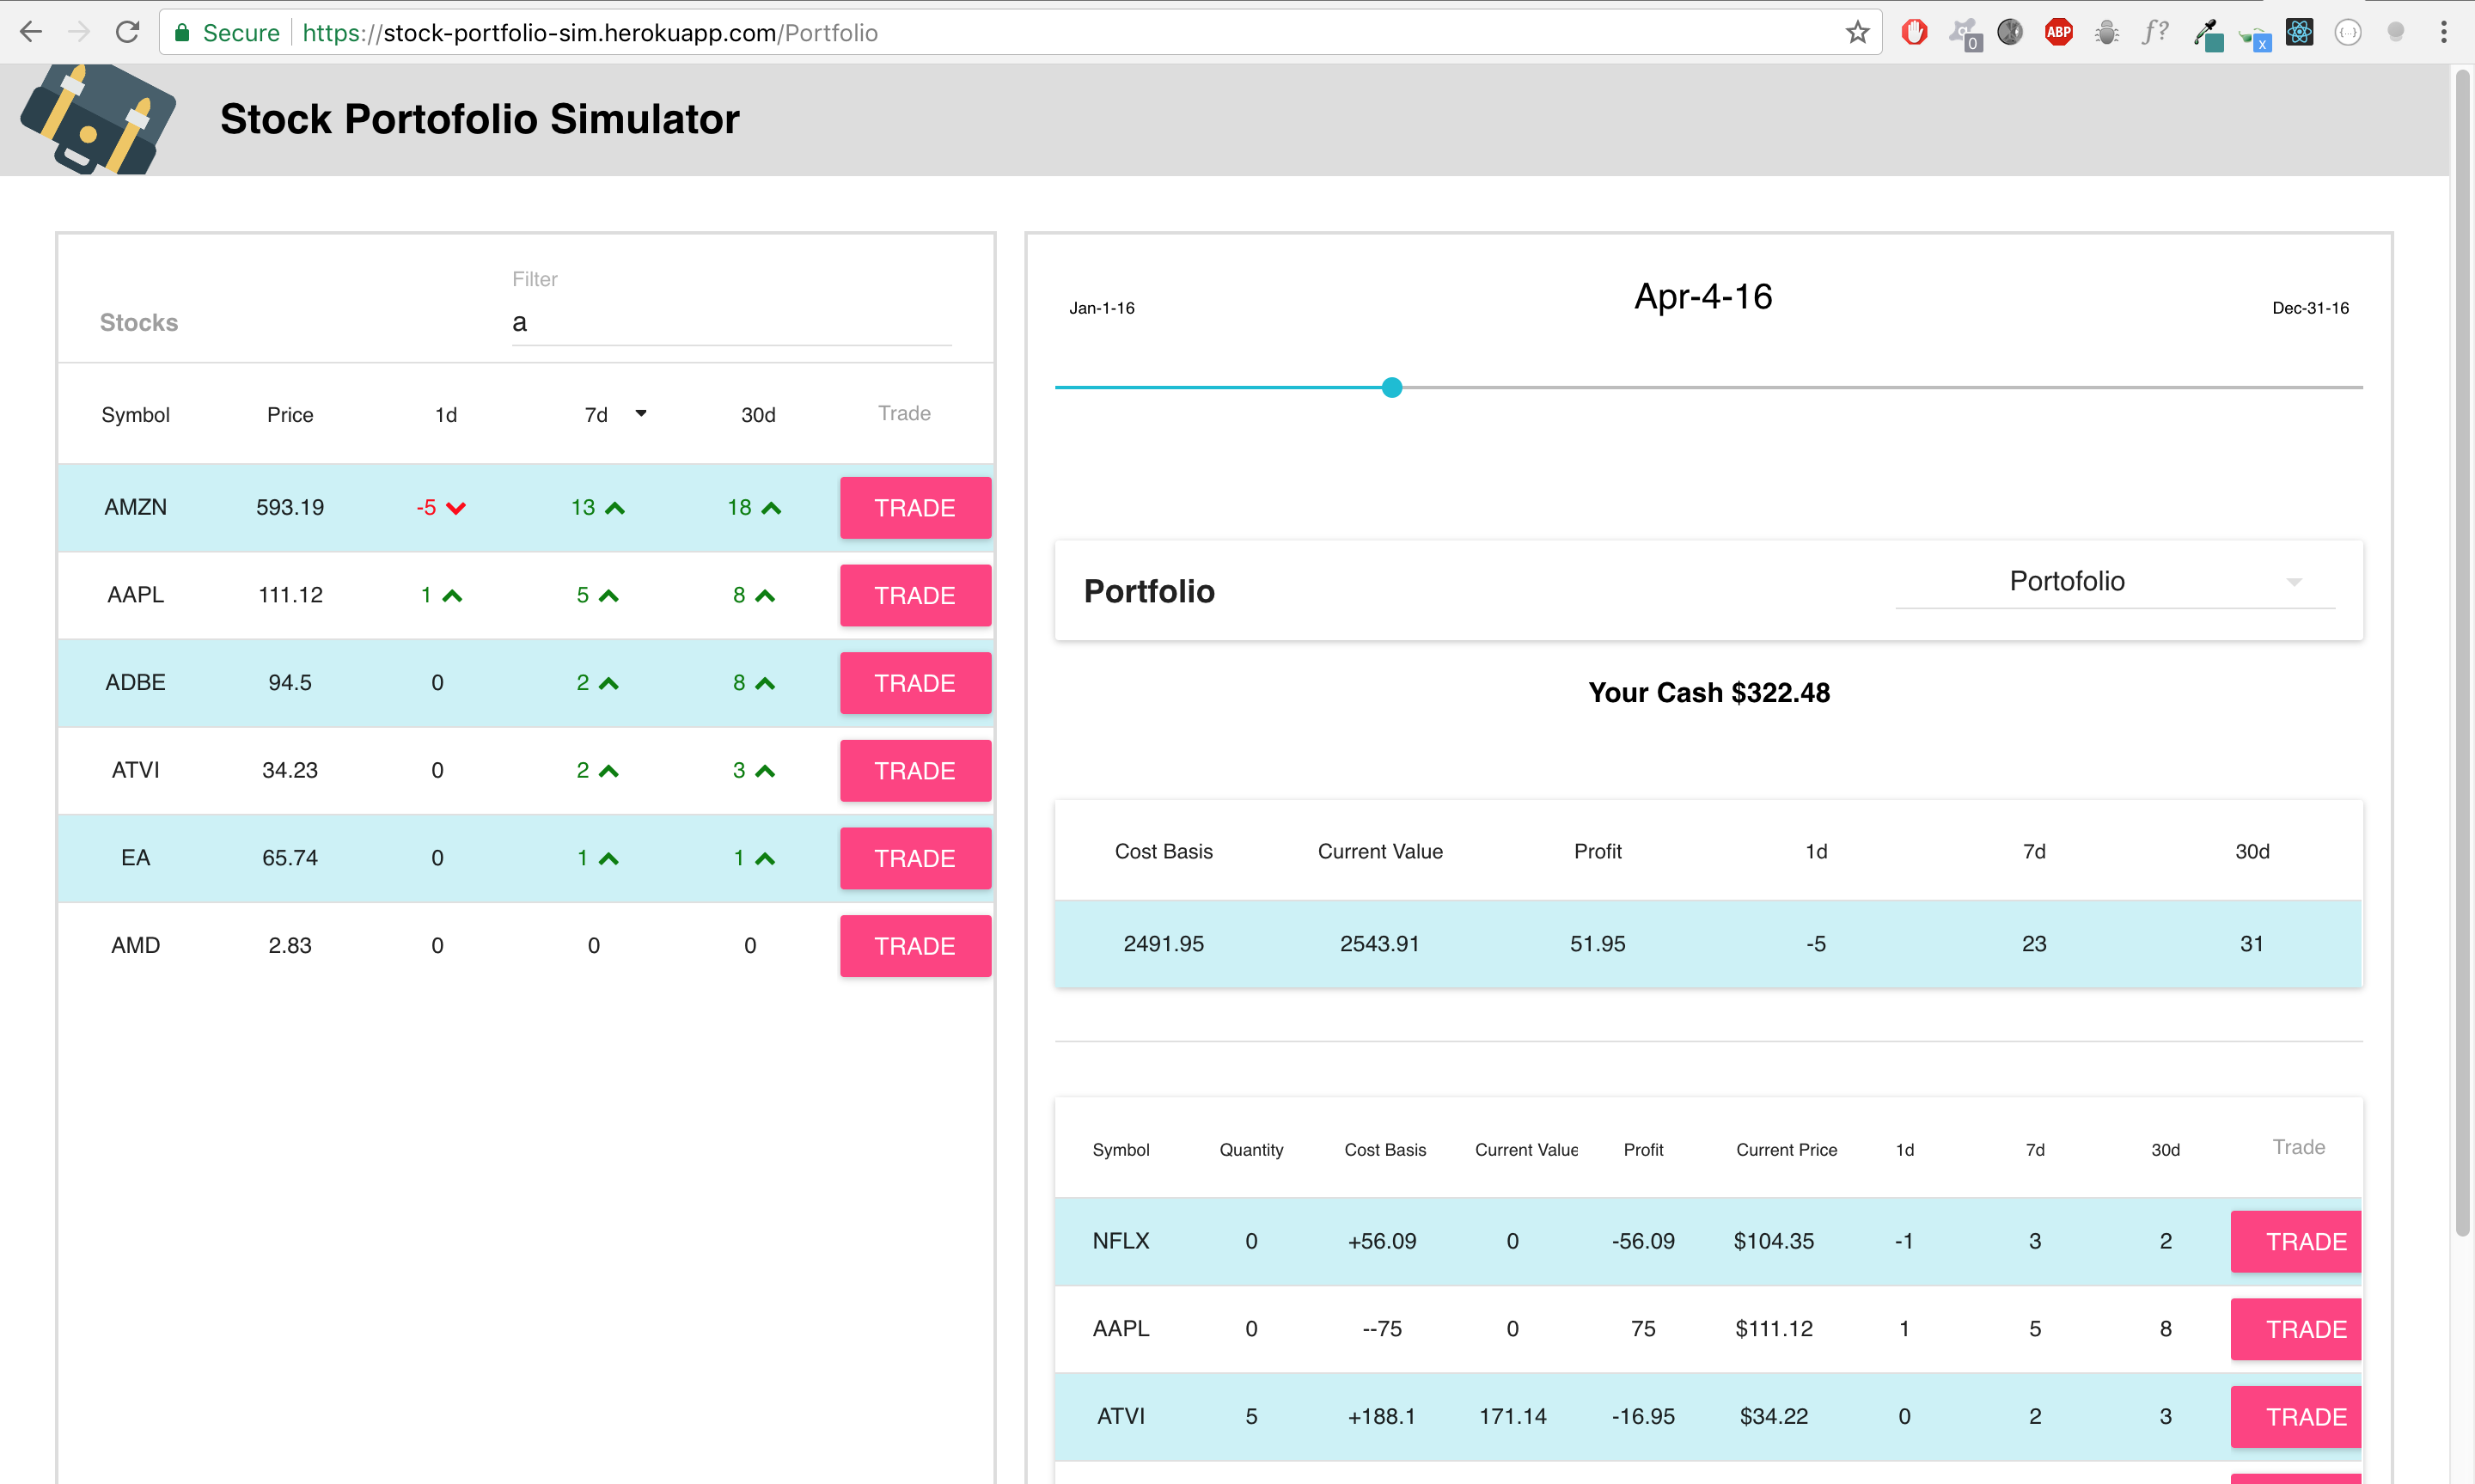 Secure https://stock-portfolio-sim.herokuapp.com/Portfolio 0 ABP f? x {...}
Stock Portofolio Simulator
Filter
Stocks a
Symbol Price 1d 7d 30d Trade
AMZN 593.19 -5 13 18 TRADE
AAPL 111.12 1 5 8 TRADE
ADBE 94.5 0 2 8 TRADE
ATVI 34.23 0 2 3 TRADE
EA 65.74 0 1 1 TRADE
AMD 2.83 0 0 0 TRADE
Jan-1-16 Apr-4-16 Dec-31-16
Portfolio Portofolio
Your Cash $322.48
Cost Basis Current Value Profit 1d 7d 30d
2491.95 2543.91 51.95 -5 23 31
Symbol Quantity Cost Basis Current Value Profit Current Price 1d 7d 30d Trade
NFLX 0 +56.09 0 -56.09 $104.35 -1 3 2 TRADE
AAPL 0 --75 0 75 $111.12 1 5 8 TRADE
ATVI 5 +188.1 171.14 -16.95 $34.22 0 2 3 TRADE